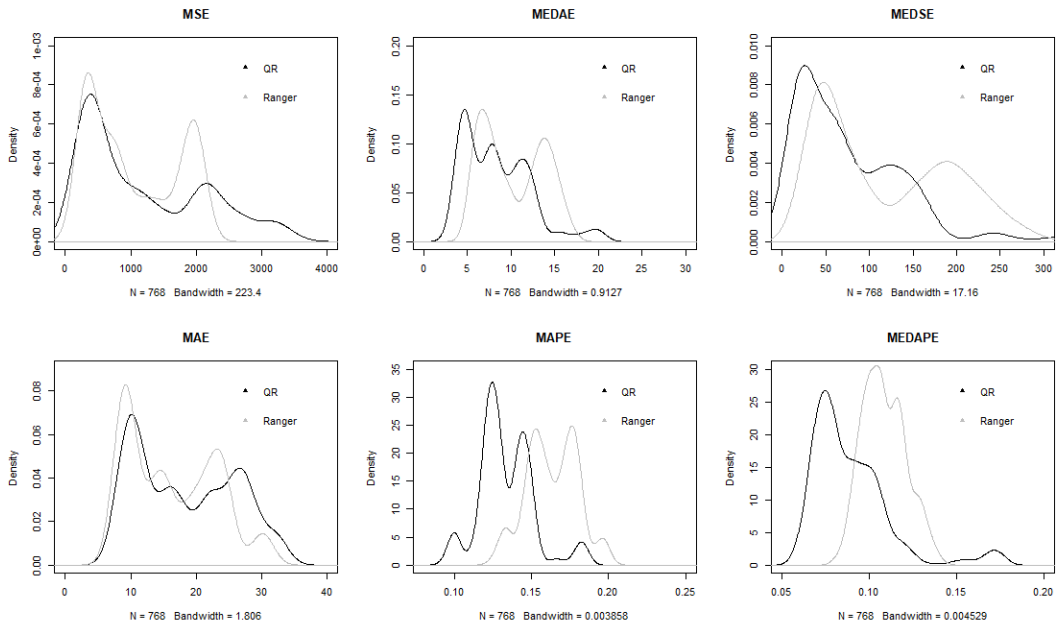 MSE
Density
0e+00 2e-04 4e-04 6e-04 8e-04 1e-03
QR
Ranger
0 1000 2000 3000 4000
N = 768 Bandwidth = 223.4
MEDAE
Density
0.00 0.05 0.10 0.15 0.20
QR
Ranger
0 5 10 15 20 25 30
N = 768 Bandwidth = 0.9127
MEDSE
Density
0.000 0.002 0.004 0.006 0.008 0.010
QR
Ranger
0 50 100 150 200 250 300
N = 768 Bandwidth = 17.16
MAE
Density
0.00 0.02 0.04 0.06 0.08
QR
Ranger
0 10 20 30 40
N = 768 Bandwidth = 1.806
MAPE
Density
0 5 10 15 20 25 30 35
QR
Ranger
0.10 0.15 0.20 0.25
N = 768 Bandwidth = 0.003858
MEDAPE
Density
0 5 10 15 20 25 30
QR
Ranger
0.05 0.10 0.15 0.20
N = 768 Bandwidth = 0.004529